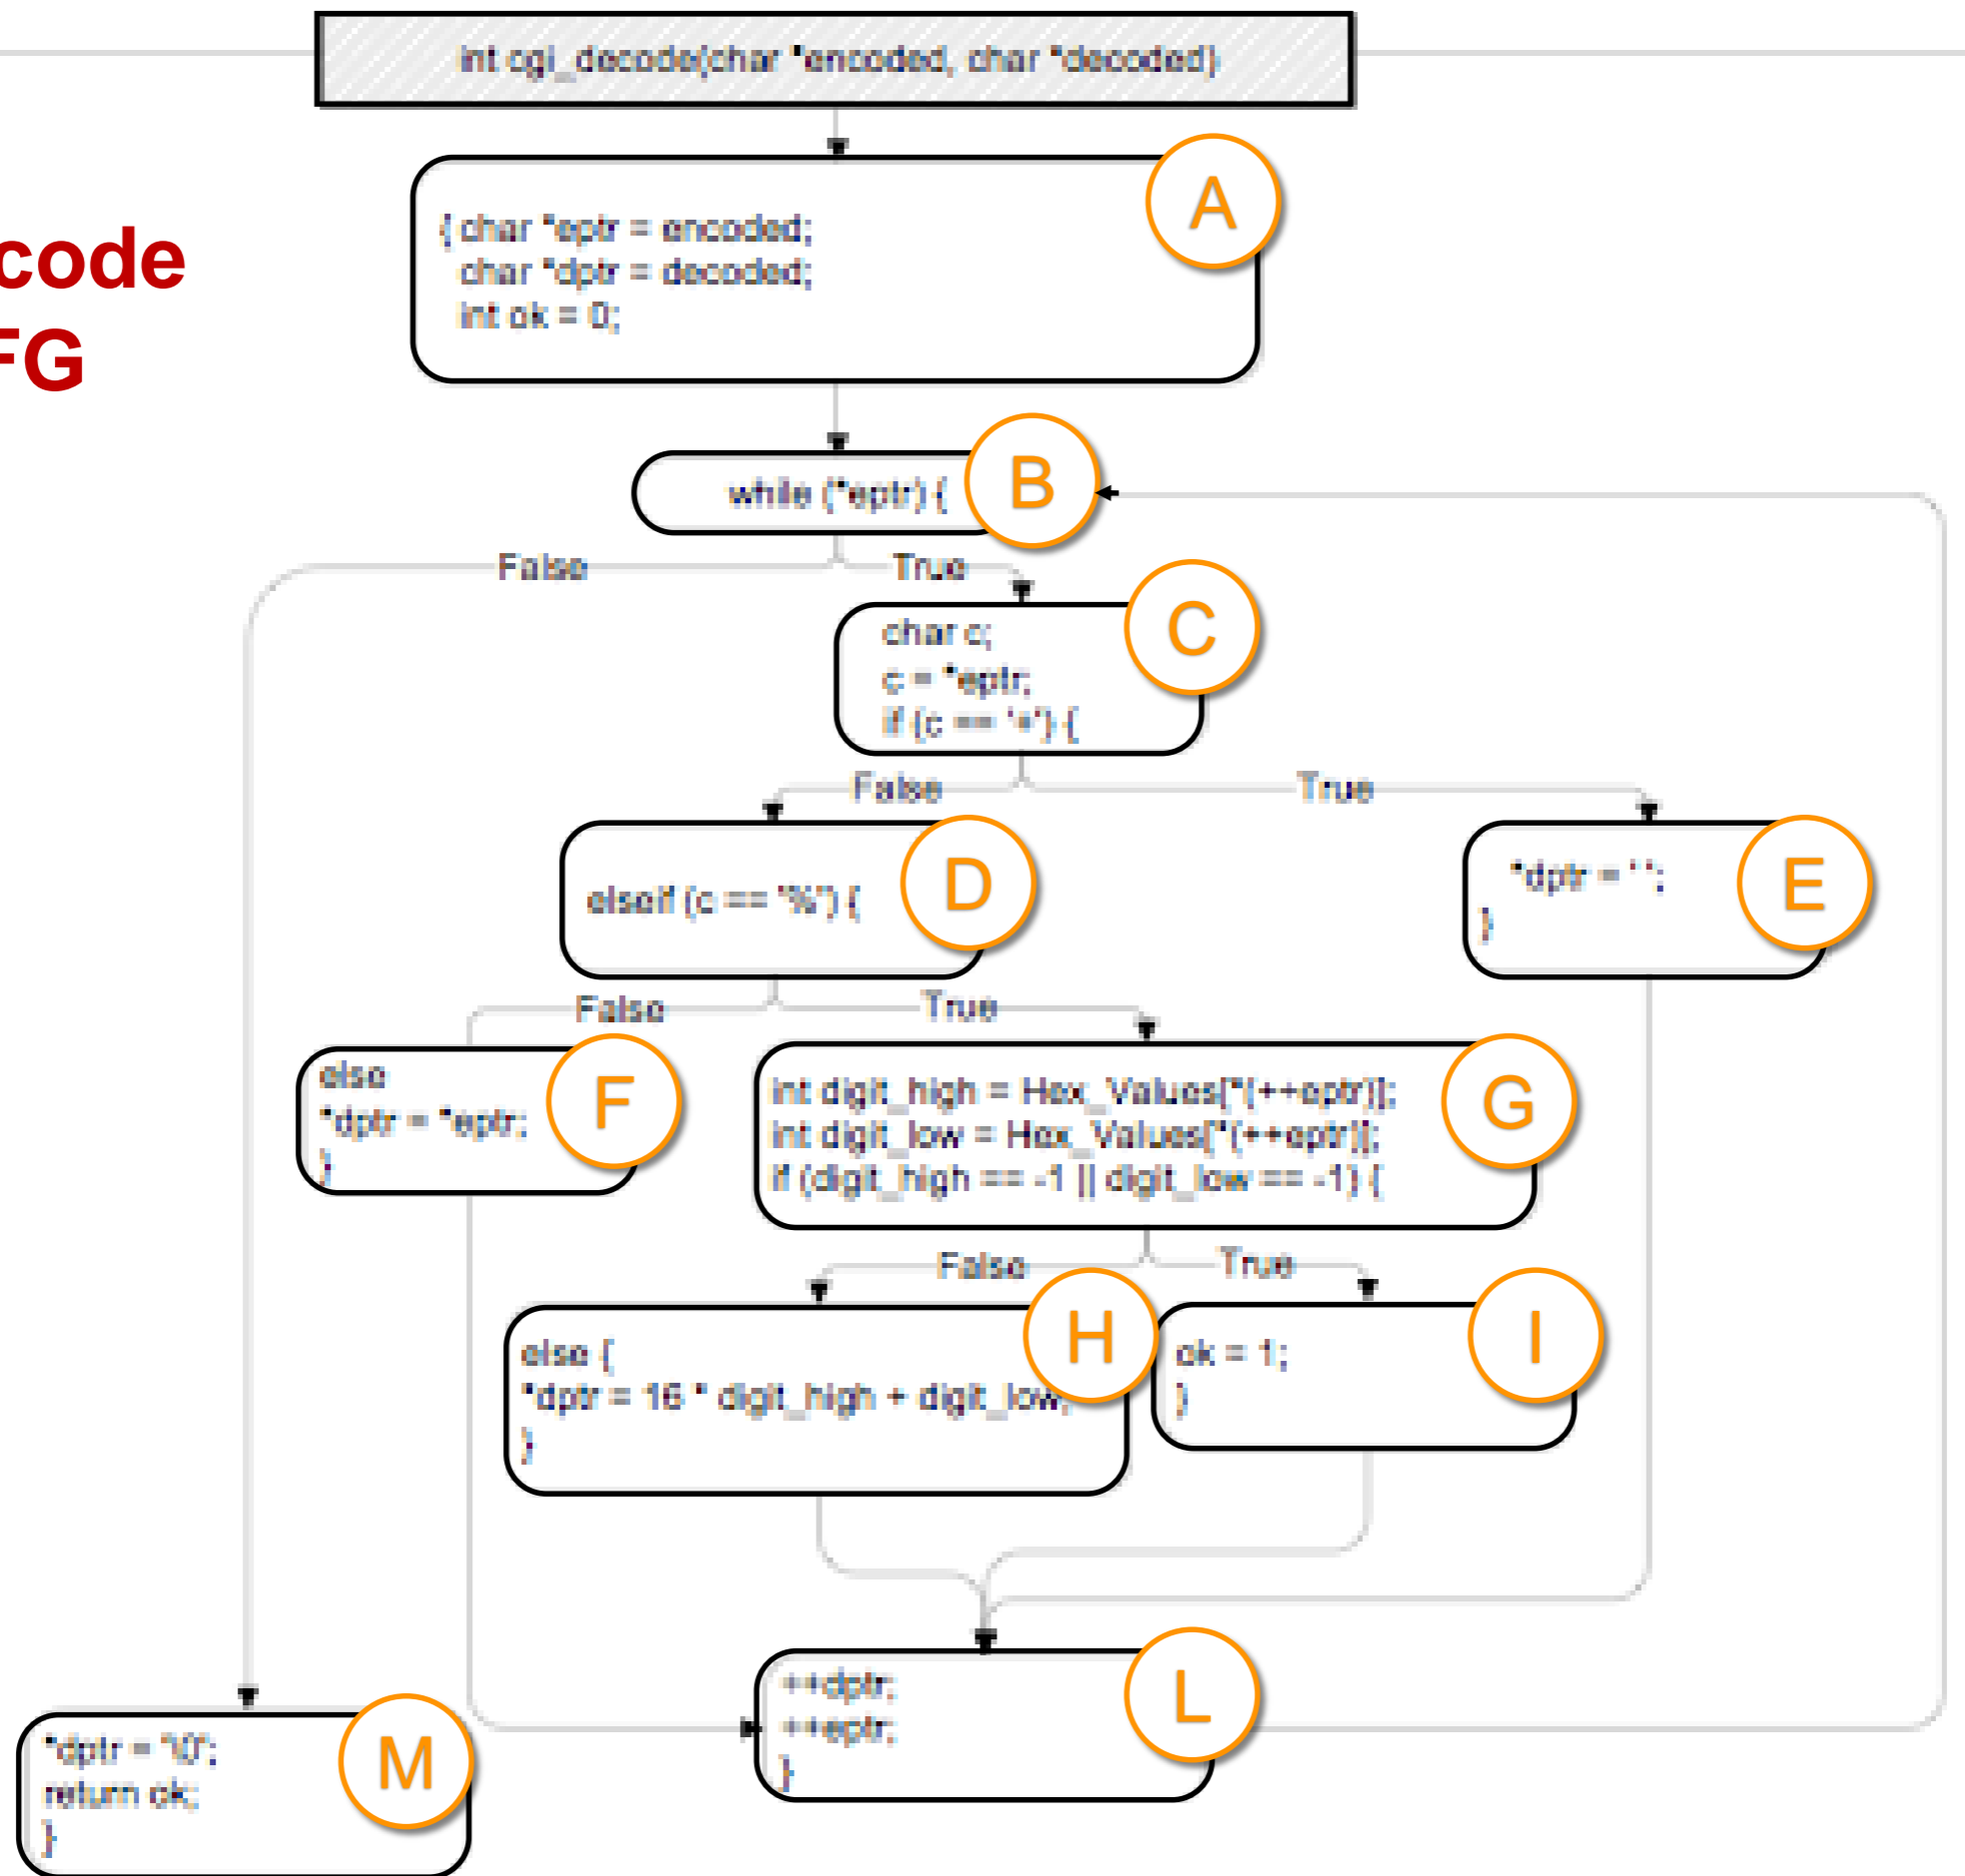 int cgi_decode(char *encoded, char *decoded)
A
{ char *eptr = encoded;
char *dptr = decoded;
int ok = 0;
code
FG
B
while (*eptr) {
False
True
C
char c;
c = *eptr;
if (c == '+') {
False
True
D
elseif (c == '%') {
E
*dptr = ' ';
}
False
True
F
else
*dptr = *eptr;
}
G
int digit_high = Hex_Values[*(++eptr)];
int digit_low = Hex_Values[*(++eptr)];
if (digit_high == -1 || digit_low == -1) {
False
True
H
else {
*dptr = 16 * digit_high + digit_low;
}
I
ok = 1;
}
L
++dptr;
++eptr;
}
M
*dptr = '\0';
return ok;
}